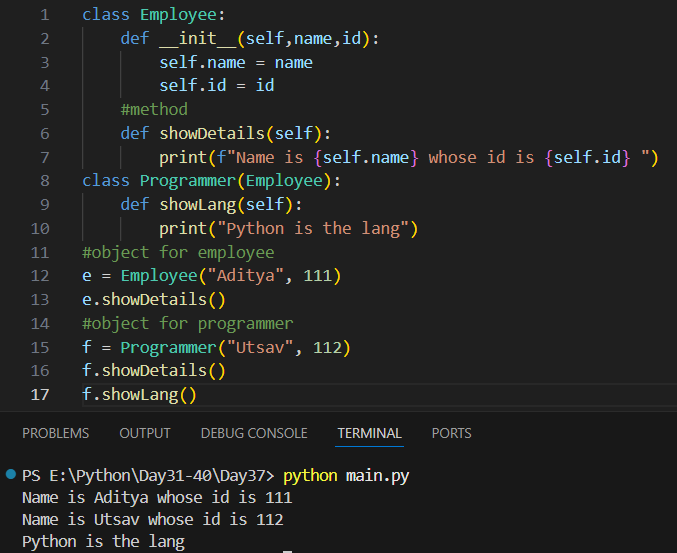 1 class Employee:
2     def __init__(self,name,id):
3         self.name = name
4         self.id = id
5     #method
6     def showDetails(self):
7         print(f"Name is {self.name} whose id is {self.id} ")
8 class Programmer(Employee):
9     def showLang(self):
10         print("Python is the lang")
11 #object for employee
12 e = Employee("Aditya", 111)
13 e.showDetails()
14 #object for programmer
15 f = Programmer("Utsav", 112)
16 f.showDetails()
17 f.showLang()
PROBLEMS OUTPUT DEBUG CONSOLE TERMINAL PORTS
PS E:\Python\Day31-40\Day37> python main.py
Name is Aditya whose id is 111
Name is Utsav whose id is 112
Python is the lang